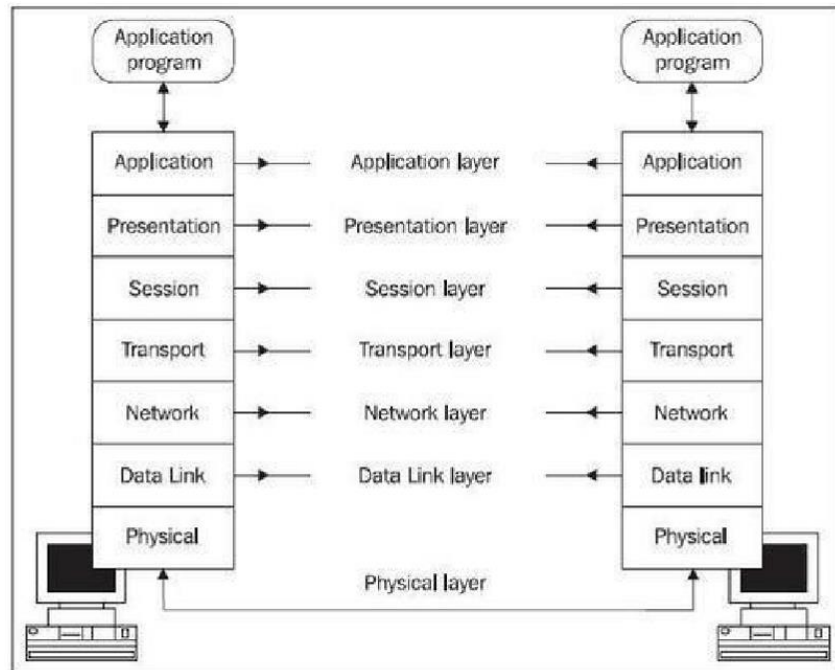 Application program Application program
Application Application layer Application
Presentation Presentation layer Presentation
Session Session layer Session
Transport Transport layer Transport
Network Network layer Network
Data Link Data Link layer Data link
Physical Physical
Physical layer